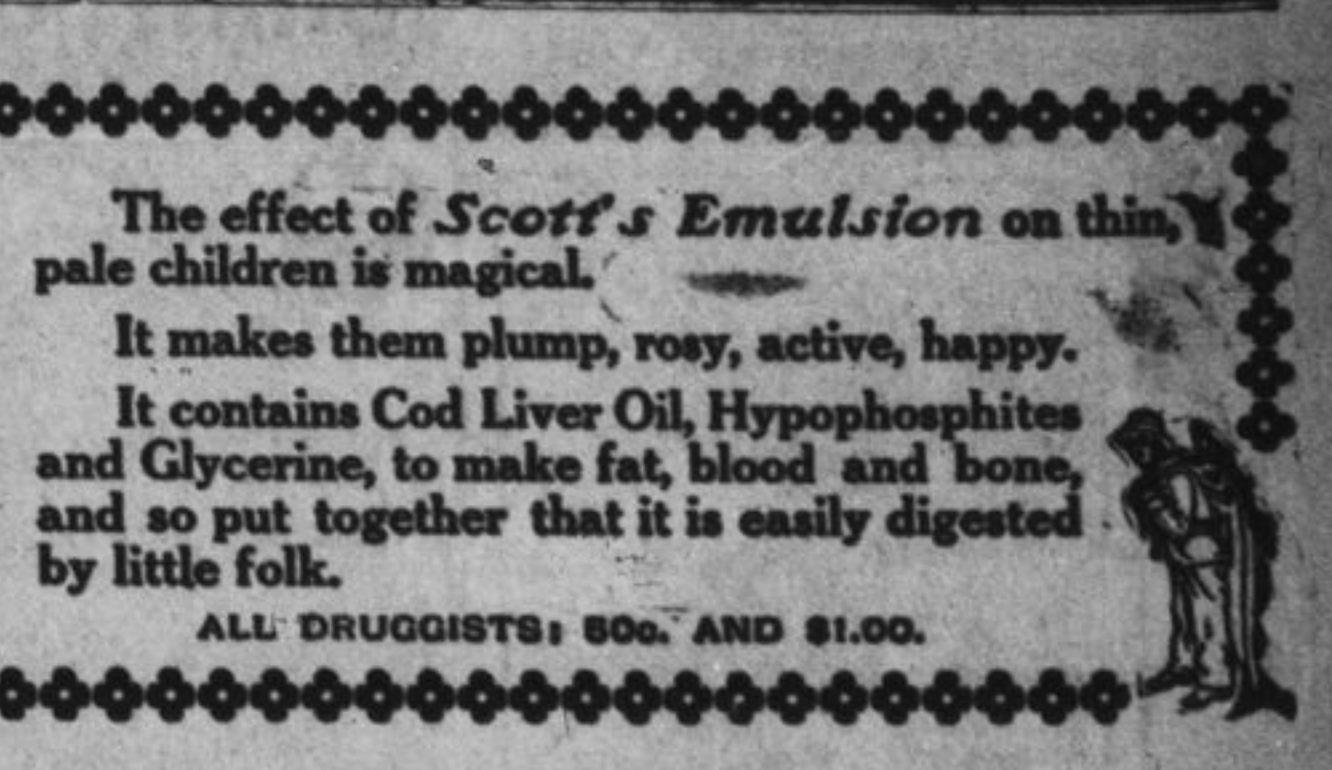 The effect of Scott's Emulsion on thin,
pale children is magical.
It makes them plump, rosy, active, happy.
It contains Cod Liver Oil, Hypophosphites
and Glycerine, to make fat, blood and bone,
and so put together that it is easily digested
by little folk.
ALL DRUGGISTS; 50c. AND $1.00.